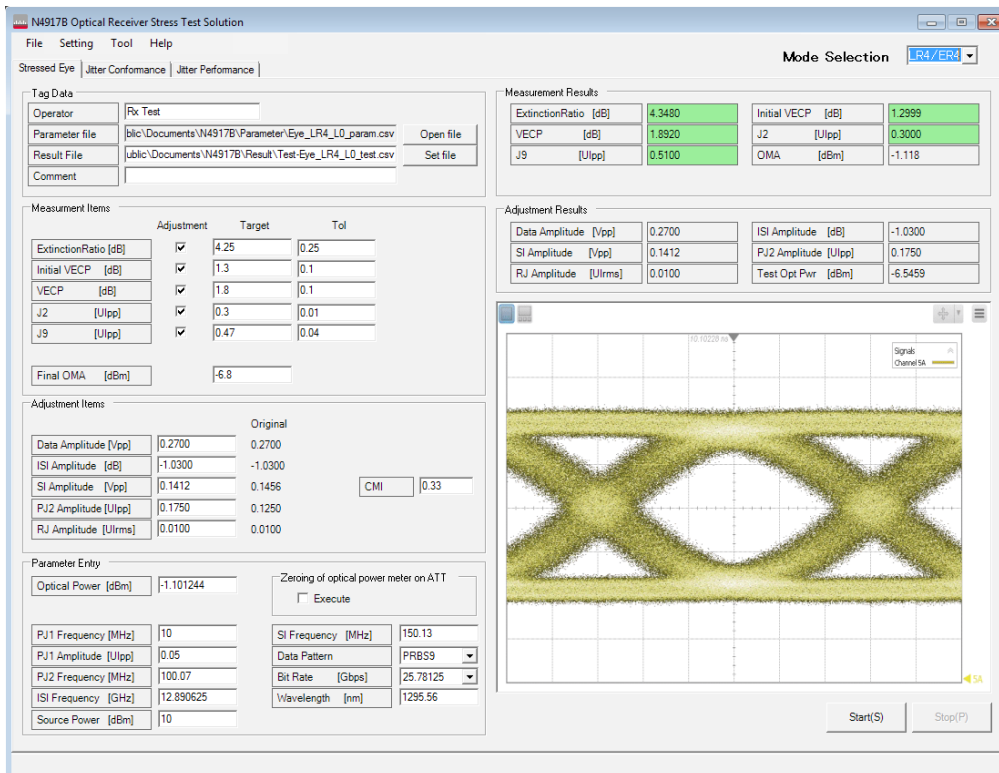 N4917B Optical Receiver Stress Test Solution
File Setting Tool Help
Mode Selection LR4/ER4
Stressed Eye Jitter Conformance Jitter Performance
Tag Data
Operator Rx Test
Parameter file blic\Documents\N4917B\Parameter\Eye_LR4_L0_param.csv Open file
Result File ublic\Documents\N4917B\Result\Test-Eye_LR4_L0_test.csv Set file
Comment
Measurment Items
Adjustment Target Tol
ExtinctionRatio [dB] 4.25 0.25
Initial VECP [dB] 1.3 0.1
VECP [dB] 1.8 0.1
J2 [UIpp] 0.3 0.01
J9 [UIpp] 0.47 0.04
Final OMA [dBm] -6.8
Adjustment Items
Original
Data Amplitude [Vpp] 0.2700 0.2700
ISI Amplitude [dB] -1.0300 -1.0300
SI Amplitude [Vpp] 0.1412 0.1456 CMI 0.33
PJ2 Amplitude [UIpp] 0.1750 0.1250
RJ Amplitude [UIrms] 0.0100 0.0100
Parameter Entry
Optical Power [dBm] -1.101244
Zeroing of optical power meter on ATT
Execute
PJ1 Frequency [MHz] 10 SI Frequency [MHz] 150.13
PJ1 Amplitude [UIpp] 0.05 Data Pattern PRBS9
PJ2 Frequency [MHz] 100.07 Bit Rate [Gbps] 25.78125
ISI Frequency [GHz] 12.890625 Wavelength [nm] 1295.56
Source Power [dBm] 10
Measurement Results
ExtinctionRatio [dB] 4.3480 Initial VECP [dB] 1.2999
VECP [dB] 1.8920 J2 [UIpp] 0.3000
J9 [UIpp] 0.5100 OMA [dBm] -1.118
Adjustment Results
Data Amplitude [Vpp] 0.2700 ISI Amplitude [dB] -1.0300
SI Amplitude [Vpp] 0.1412 PJ2 Amplitude [UIpp] 0.1750
RJ Amplitude [UIrms] 0.0100 Test Opt Pwr [dBm] -6.5459
10.10228 ns
Signals
Channel 5A
5A
Start(S) Stop(P)